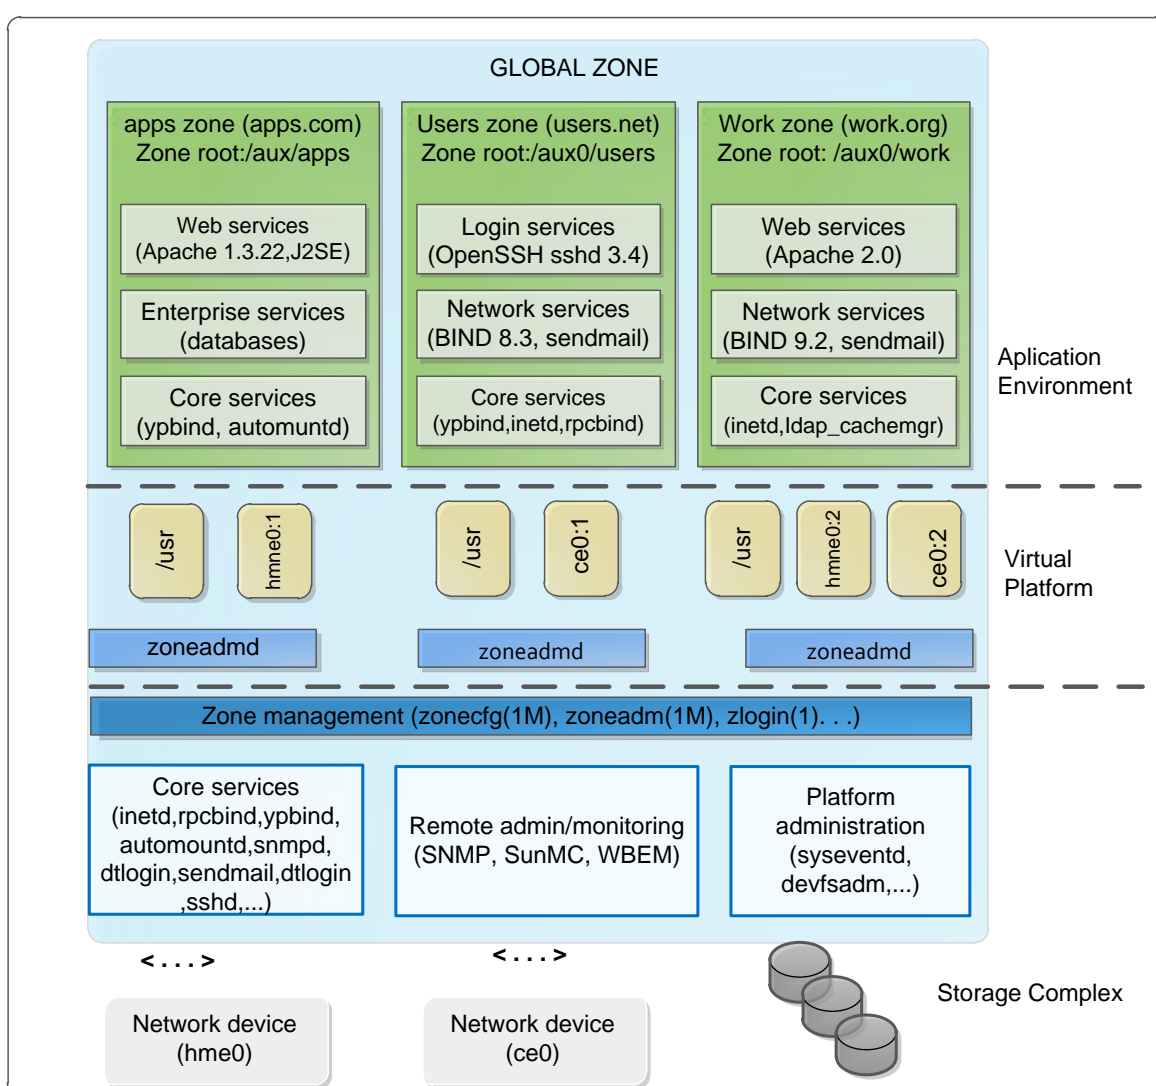 GLOBAL ZONE
apps zone (apps.com)
Zone root:/aux/apps
Web services
(Apache 1.3.22,J2SE)
Enterprise services
(databases)
Core services
(ypbind, automuntd)
Users zone (users.net)
Zone root:/aux0/users
Login services
(OpenSSH sshd 3.4)
Network services
(BIND 8.3, sendmail)
Core services
(ypbind,inetd,rpcbind)
Work zone (work.org)
Zone root: /aux0/work
Web services
(Apache 2.0)
Network services
(BIND 9.2, sendmail)
Core services
(inetd,ldap_cachemgr)
Aplication
Environment
/usr
hmne0:1
/usr
ce0:1
/usr
hmne0:2
ce0:2
Virtual
Platform
zoneadmd
zoneadmd
zoneadmd
Zone management (zonecfg(1M), zoneadm(1M), zlogin(1). . .)
Core services
(inetd,rpcbind,ypbind,
automountd,snmpd,
dtlogin,sendmail,dtlogin
,sshd,...)
Remote admin/monitoring
(SNMP, SunMC, WBEM)
Platform
administration
(syseventd,
devfsadm,...)
<...>
<...>
Network device
(hme0)
Network device
(ce0)
Storage Complex